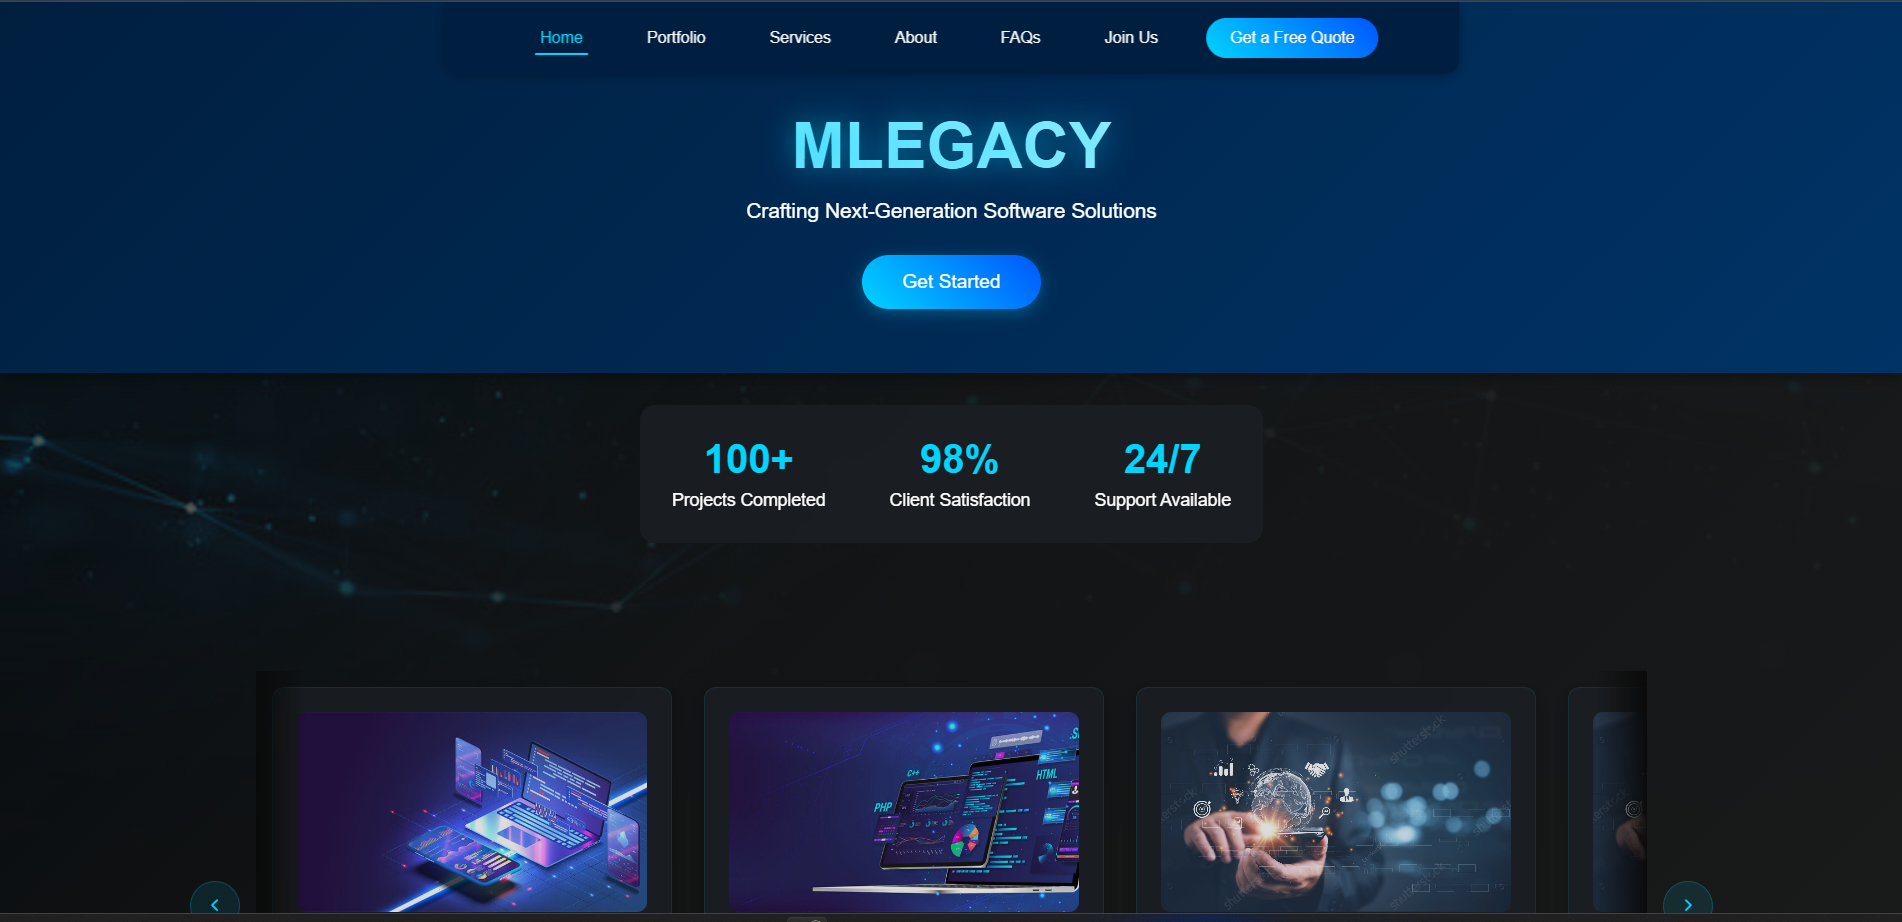 Home Portfolio Services About FAQs Join Us Get a Free Quote
MLEGACY
Crafting Next-Generation Software Solutions
Get Started
100+ 98% 24/7
Projects Completed Client Satisfaction Support Available
C++
HTML
PHP
shutterstock